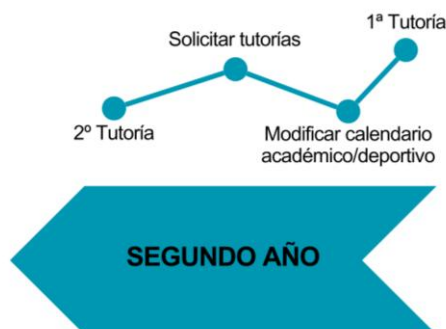 1ª Tutoría
Solicitar tutorías
2º Tutoría
Modificar calendario
académico/deportivo
SEGUNDO AÑO